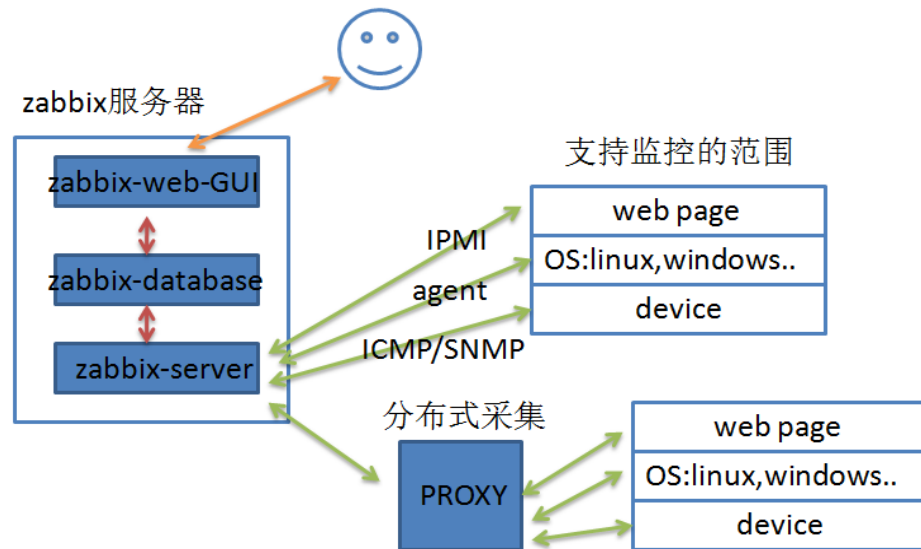 zabbix服务器
zabbix-web-GUI
zabbix-database
zabbix-server
IPMI
agent
ICMP/SNMP
支持监控的范围
web page
OS:linux,windows..
device
分布式采集
PROXY
web page
OS:linux,windows..
device